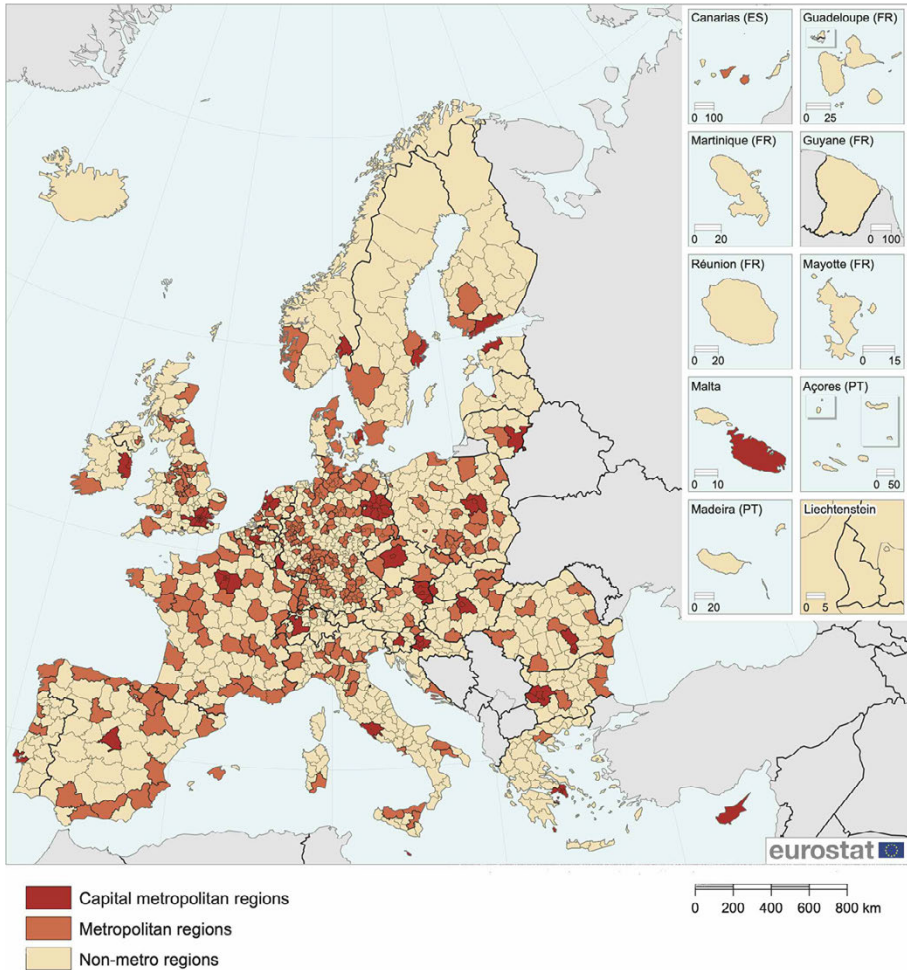 Canarias (ES)
0 100
Guadeloupe (FR)
0 25
Martinique (FR)
0 20
Guyane (FR)
0 100
Réunion (FR)
0 20
Mayotte (FR)
0 15
Malta
0 10
Açores (PT)
0 50
Madeira (PT)
0 20
Liechtenstein
0 5
eurostat
Capital metropolitan regions
Metropolitan regions
Non-metro regions
0 200 400 600 800 km